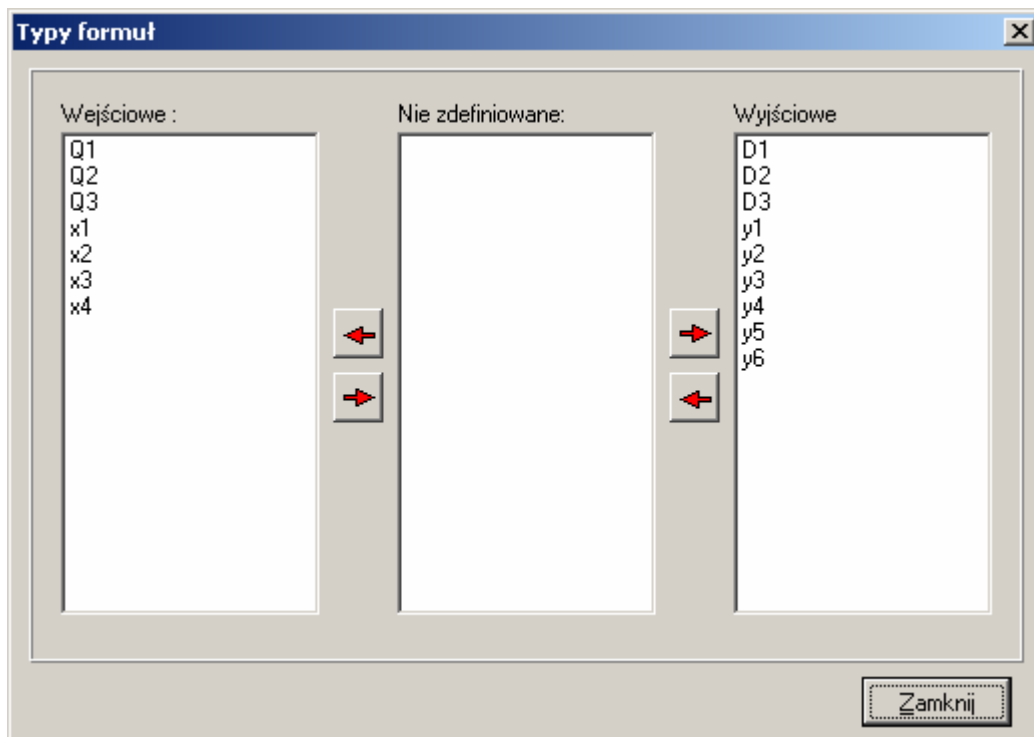 Typy formuł
Wejściowe :
Q1
Q2
Q3
x1
x2
x3
x4
Nie zdefiniowane:
Wyjściowe
D1
D2
D3
y1
y2
y3
y4
y5
y6
Zamknij